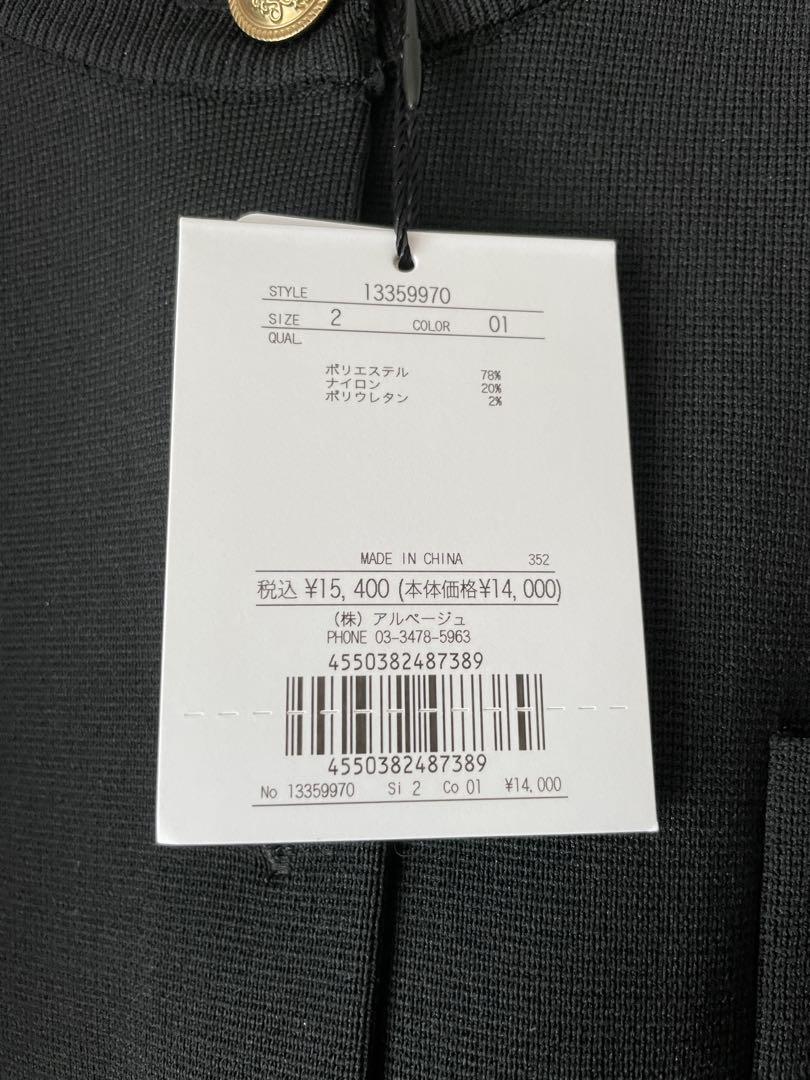 STYLE 13359970
SIZE 2 COLOR 01
QUAL.
ポリエステル 78%
ナイロン 20%
ポリウレタン 2%
MADE IN CHINA 352
税込 ¥15,400 (本体価格¥14,000)
(株) アルページュ
PHONE 03-3478-5963
4550382487389
4550382487389
No 13359970 Si 2 Co 01 ¥14,000